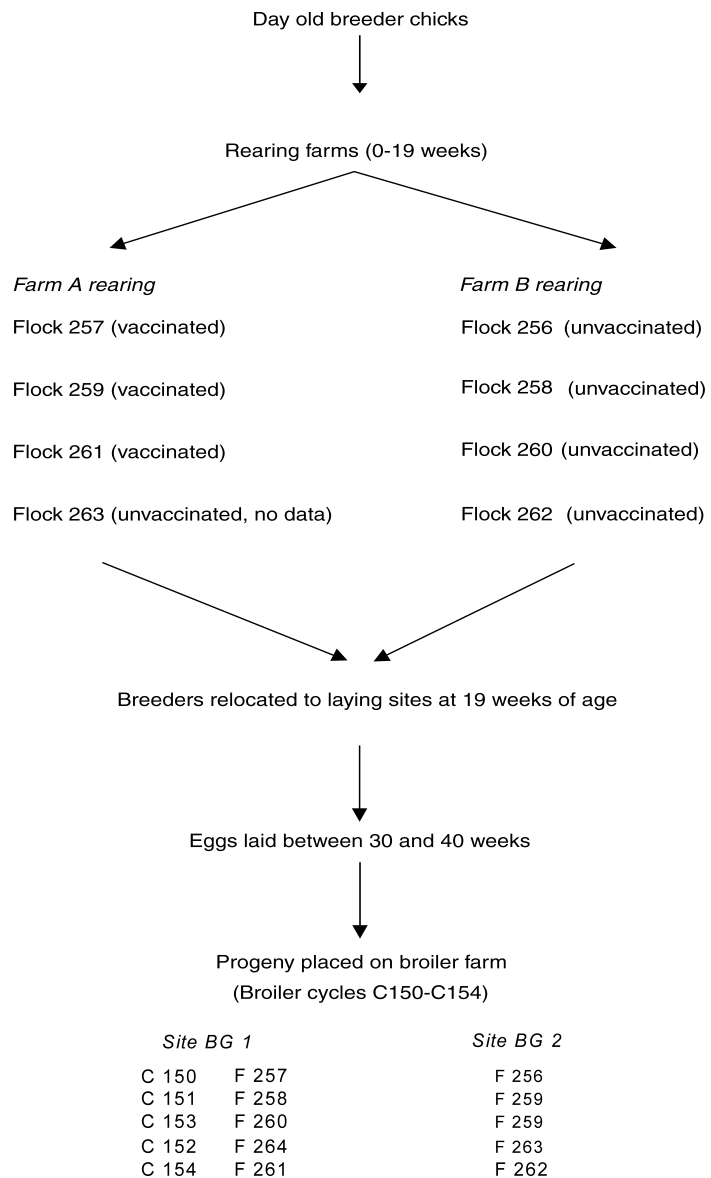 Day old breeder chicks
Rearing farms (0-19 weeks)
Farm A rearing
Flock 257 (vaccinated)
Flock 259 (vaccinated)
Flock 261 (vaccinated)
Flock 263 (unvaccinated, no data)
Farm B rearing
Flock 256 (unvaccinated)
Flock 258 (unvaccinated)
Flock 260 (unvaccinated)
Flock 262 (unvaccinated)
Breeders relocated to laying sites at 19 weeks of age
Eggs laid between 30 and 40 weeks
Progeny placed on broiler farm
(Broiler cycles C150-C154)
Site BG 1
C 150 F 257
C 151 F 258
C 153 F 260
C 152 F 264
C 154 F 261
Site BG 2
F 256
F 259
F 259
F 263
F 262